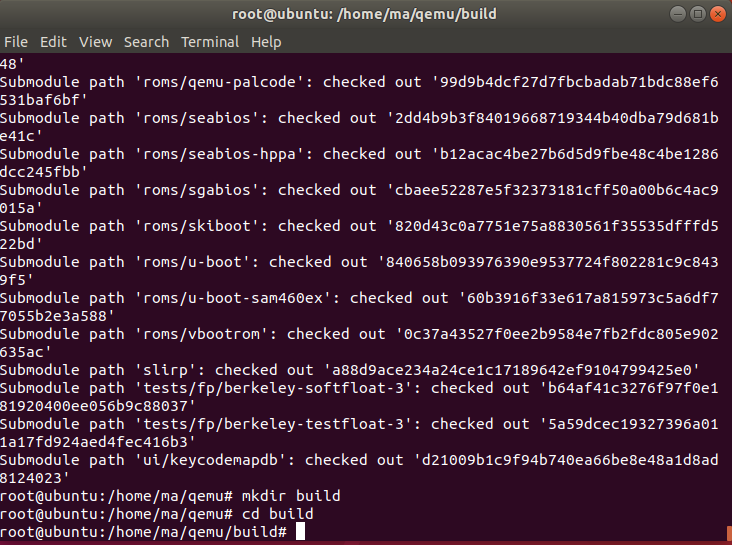 root@ubuntu: /home/ma/qemu/build
File Edit View Search Terminal Help
48'
Submodule path 'roms/qemu-palcode': checked out '99d9b4dcf27d7fbcbadab71bdc88ef6
531baf6bf'
Submodule path 'roms/seabios': checked out '2dd4b9b3f84019668719344b40dba79d681b
e41c'
Submodule path 'roms/seabios-hppa': checked out 'b12acac4be27b6d5d9fbe48c4be1286
dcc245fbb'
Submodule path 'roms/sgabios': checked out 'cbaee52287e5f32373181cff50a00b6c4ac9
015a'
Submodule path 'roms/skiboot': checked out '820d43c0a7751e75a8830561f35535dfffd5
22bd'
Submodule path 'roms/u-boot': checked out '840658b093976390e9537724f802281c9c843
9f5'
Submodule path 'roms/u-boot-sam460ex': checked out '60b3916f33e617a815973c5a6df7
7055b2e3a588'
Submodule path 'roms/vbootrom': checked out '0c37a43527f0ee2b9584e7fb2fdc805e902
635ac'
Submodule path 'slirp': checked out 'a88d9ace234a24ce1c17189642ef9104799425e0'
Submodule path 'tests/fp/berkeley-softfloat-3': checked out 'b64af41c3276f97f0e1
81920400ee056b9c88037'
Submodule path 'tests/fp/berkeley-testfloat-3': checked out '5a59dcec19327396a01
1a17fd924aed4fec416b3'
Submodule path 'ui/keycodemapdb': checked out 'd21009b1c9f94b740ea66be8e48a1d8ad
8124023'
root@ubuntu:/home/ma/qemu# mkdir build
root@ubuntu:/home/ma/qemu# cd build
root@ubuntu:/home/ma/qemu/build#